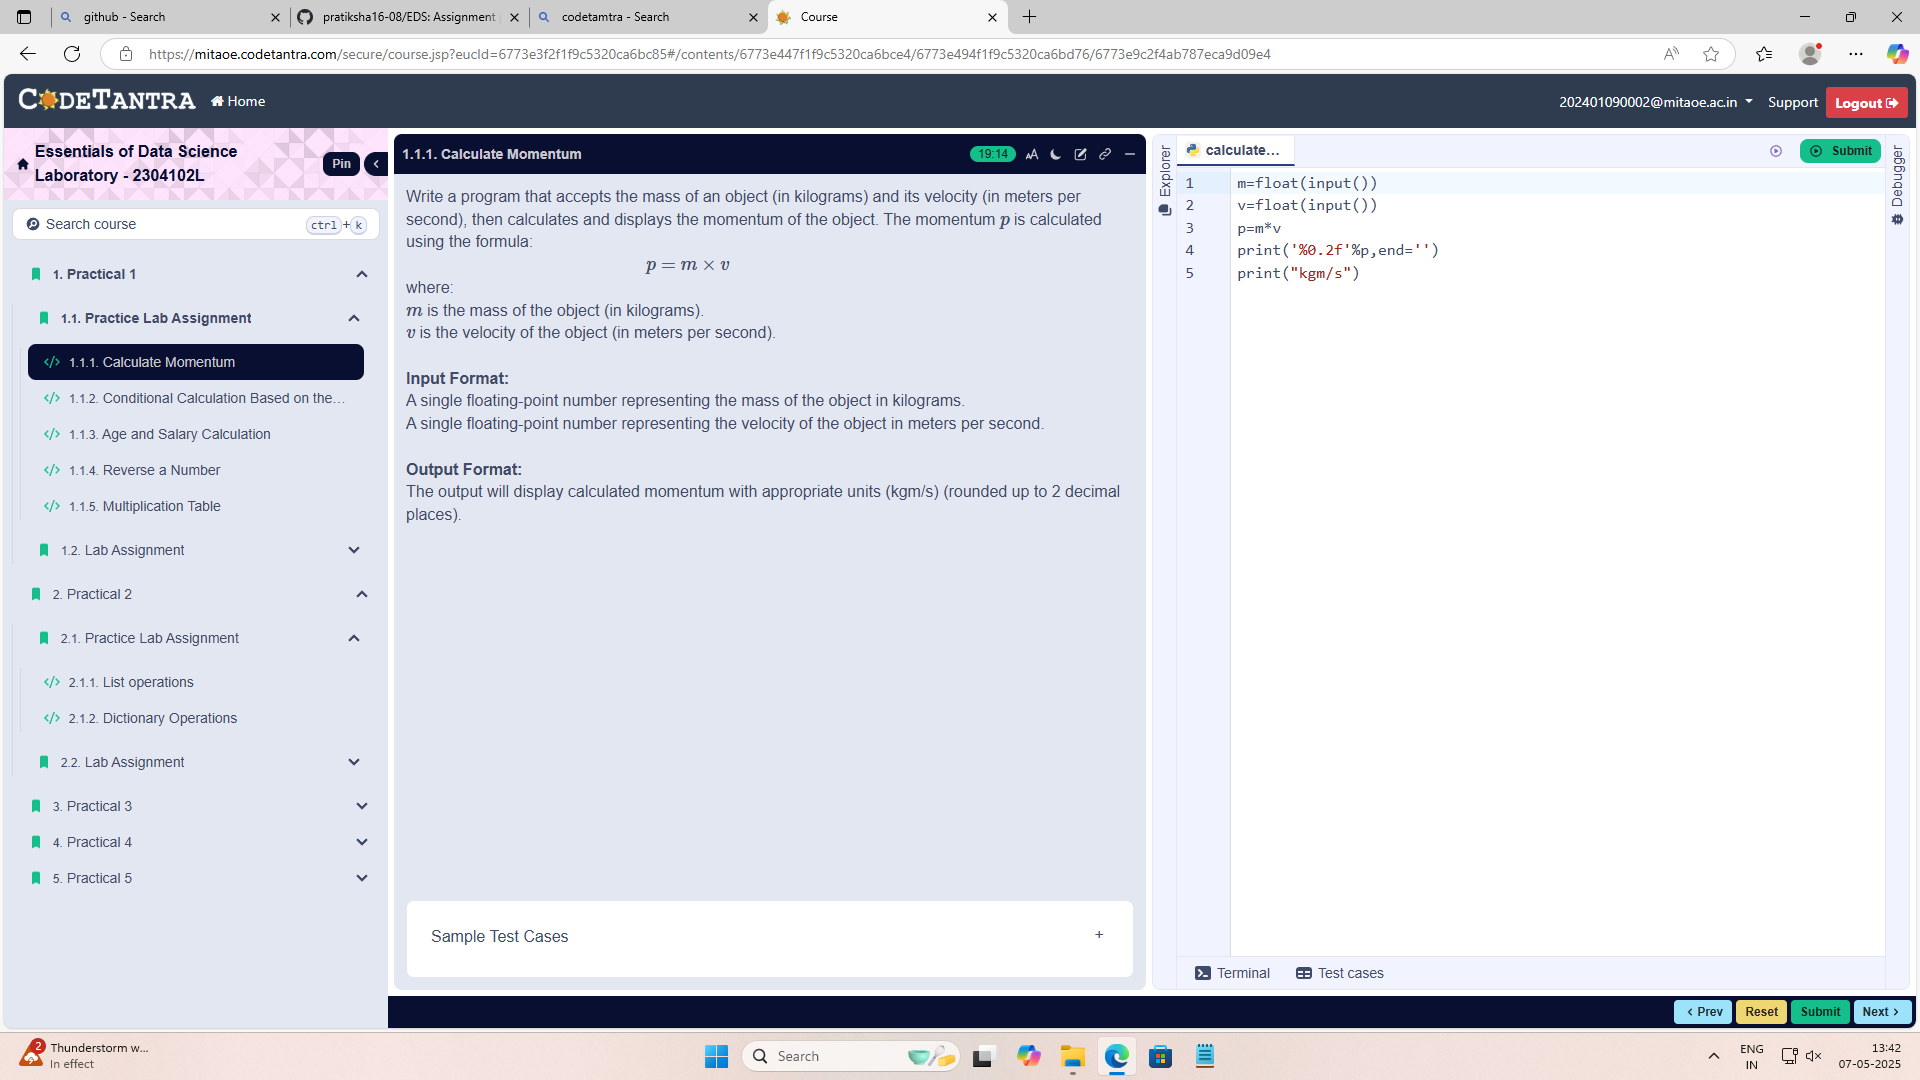 github - Search
pratiksha16-08/EDS: Assignment
codetamtra - Search
Course
https://mitaoe.codetantra.com/secure/course.jsp?eucId=6773e3f2f1f9c5320ca6bc85#/contents/6773e447f1f9c5320ca6bce4/6773e494f1f9c5320ca6bd76/6773e9c2f4ab787eca9d09e4
CODETANTRA
Home
202401090002@mitaoe.ac.in
Support
Logout
Essentials of Data Science
Laboratory - 2304102L
Pin
Search course
ctrl + k
1. Practical 1
1.1. Practice Lab Assignment
1.1.1. Calculate Momentum
1.1.2. Conditional Calculation Based on the...
1.1.3. Age and Salary Calculation
1.1.4. Reverse a Number
1.1.5. Multiplication Table
1.2. Lab Assignment
2. Practical 2
2.1. Practice Lab Assignment
2.1.1. List operations
2.1.2. Dictionary Operations
2.2. Lab Assignment
3. Practical 3
4. Practical 4
5. Practical 5
1.1.1. Calculate Momentum
19:14
AA
Write a program that accepts the mass of an object (in kilograms) and its velocity (in meters per
second), then calculates and displays the momentum of the object. The momentum p is calculated
using the formula:
p = m × v
where:
m is the mass of the object (in kilograms).
v is the velocity of the object (in meters per second).
Input Format:
A single floating-point number representing the mass of the object in kilograms.
A single floating-point number representing the velocity of the object in meters per second.
Output Format:
The output will display calculated momentum with appropriate units (kgm/s) (rounded up to 2 decimal
places).
Sample Test Cases
+
Explorer
calculate...
Submit
Debugger
1 m=float(input())
2 v=float(input())
3 p=m*v
4 print('%0.2f'%p,end='')
5 print("kgm/s")
Terminal
Test cases
< Prev
Reset
Submit
Next >
2
Thunderstorm w...
In effect
Search
ENG
IN
13:42
07-05-2025